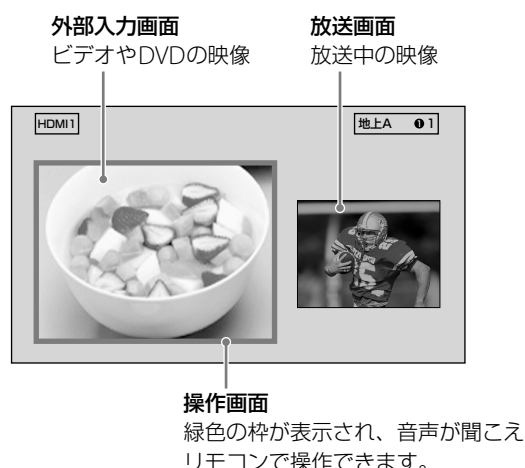 外部入力画面
ビデオやDVDの映像
放送画面
放送中の映像
HDMI1
地上A ❶1
25
操作画面
緑色の枠が表示され、音声が聞こえ
リモコンで操作できます。